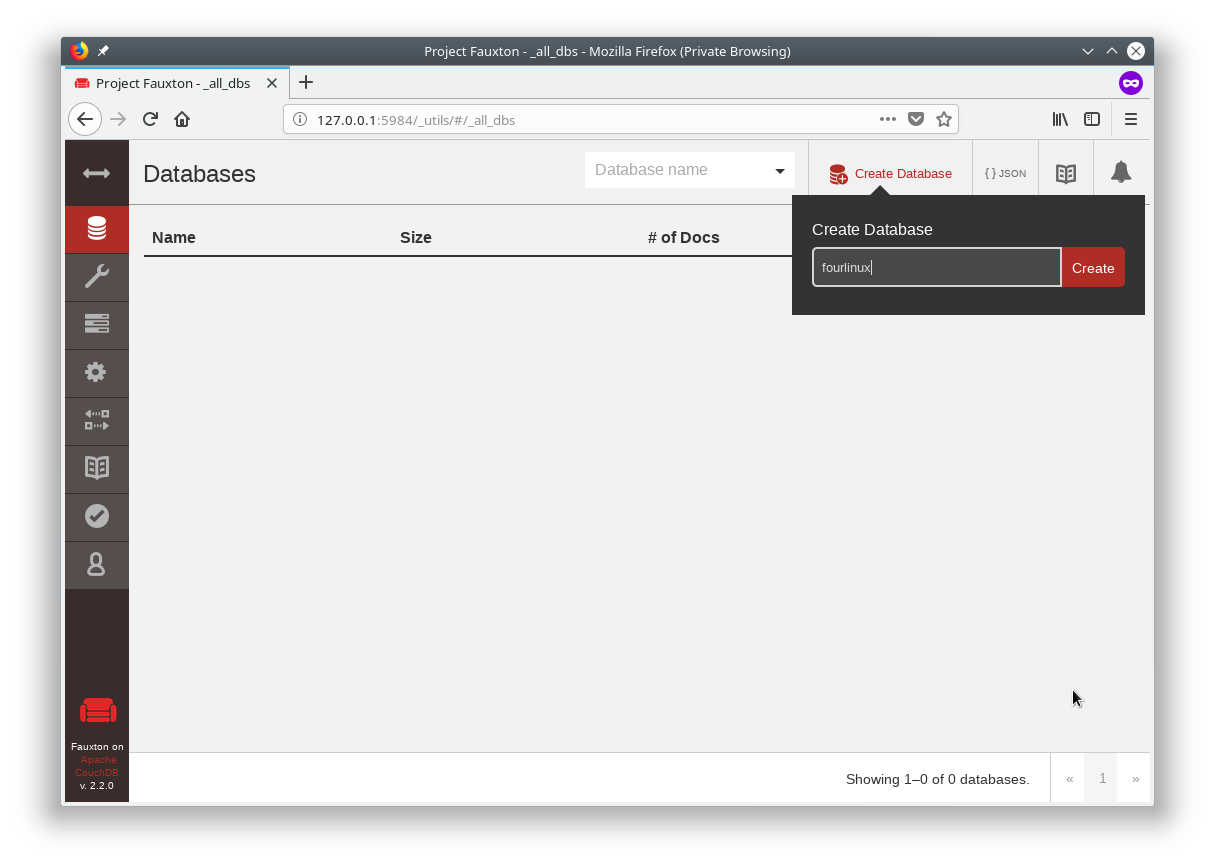 Project Fauxton - _all_dbs - Mozilla Firefox (Private Browsing)
Project Fauxton - _all_dbs
127.0.0.1:5984/_utils/#/_all_dbs
Databases
Database name
Create Database
{ } JSON
Create Database
fourlinux
Create
Name
Size
# of Docs
Fauxton on
Apache
CouchDB
v. 2.2.0
Showing 1–0 of 0 databases.
« 1 »